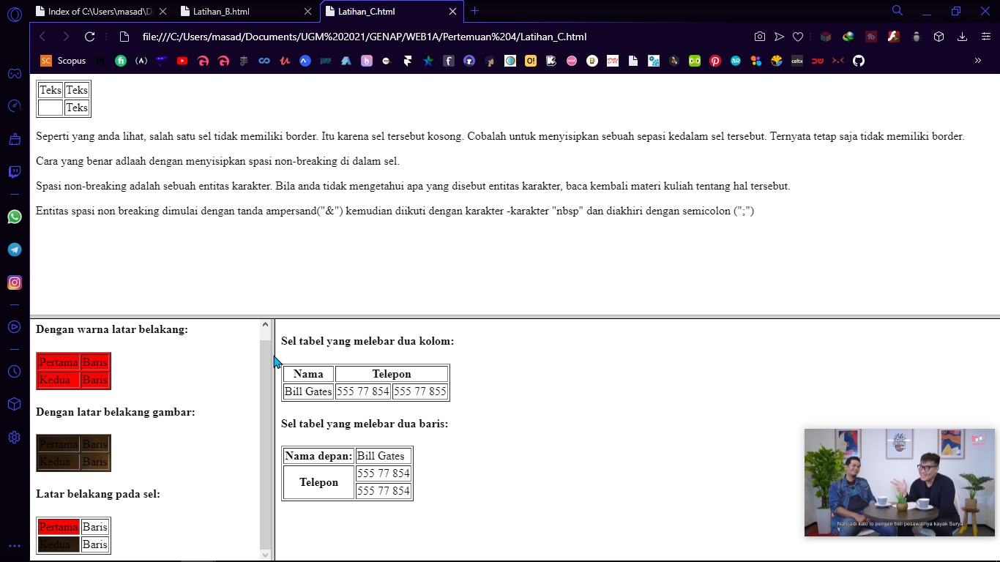 Index of C:\Users\masad\D
Latihan_B.html
Latihan_C.html
file:///C:/Users/masad/Documents/UGM%202021/GENAP/WEB1A/Pertemuan%204/Latihan_C.html
SC Scopus
Teks Teks
Teks
Seperti yang anda lihat, salah satu sel tidak memiliki border. Itu karena sel tersebut kosong. Cobalah untuk menyisipkan sebuah sepasi kedalam sel tersebut. Ternyata tetap saja tidak memiliki border.
Cara yang benar adlaah dengan menyisipkan spasi non-breaking di dalam sel.
Spasi non-breaking adalah sebuah entitas karakter. Bila anda tidak mengetahui apa yang disebut entitas karakter, baca kembali materi kuliah tentang hal tersebut.
Entitas spasi non breaking dimulai dengan tanda ampersand("&") kemudian diikuti dengan karakter -karakter "nbsp" dan diakhiri dengan semicolon (";")
Dengan warna latar belakang:
Pertama Baris
Kedua Baris
Dengan latar belakang gambar:
Pertama Baris
Kedua Baris
Latar belakang pada sel:
Pertama Baris
Kedua Baris
Sel tabel yang melebar dua kolom:
Nama Telepon
Bill Gates 555 77 854 555 77 855
Sel tabel yang melebar dua baris:
Nama depan: Bill Gates
Telepon 555 77 854
555 77 854
Nah jadi kalo lo pengen beli pesawatnya kayak Surya